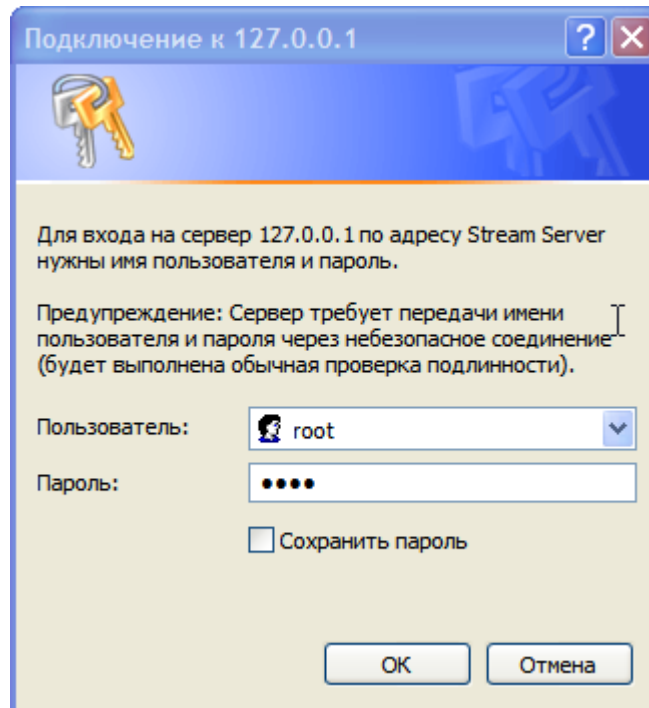 Подключение к 127.0.0.1
Для входа на сервер 127.0.0.1 по адресу Stream Server
нужны имя пользователя и пароль.
Предупреждение: Сервер требует передачи имени
пользователя и пароля через небезопасное соединение
(будет выполнена обычная проверка подлинности).
Пользователь: root
Пароль: ••••
Сохранить пароль
ОК Отмена